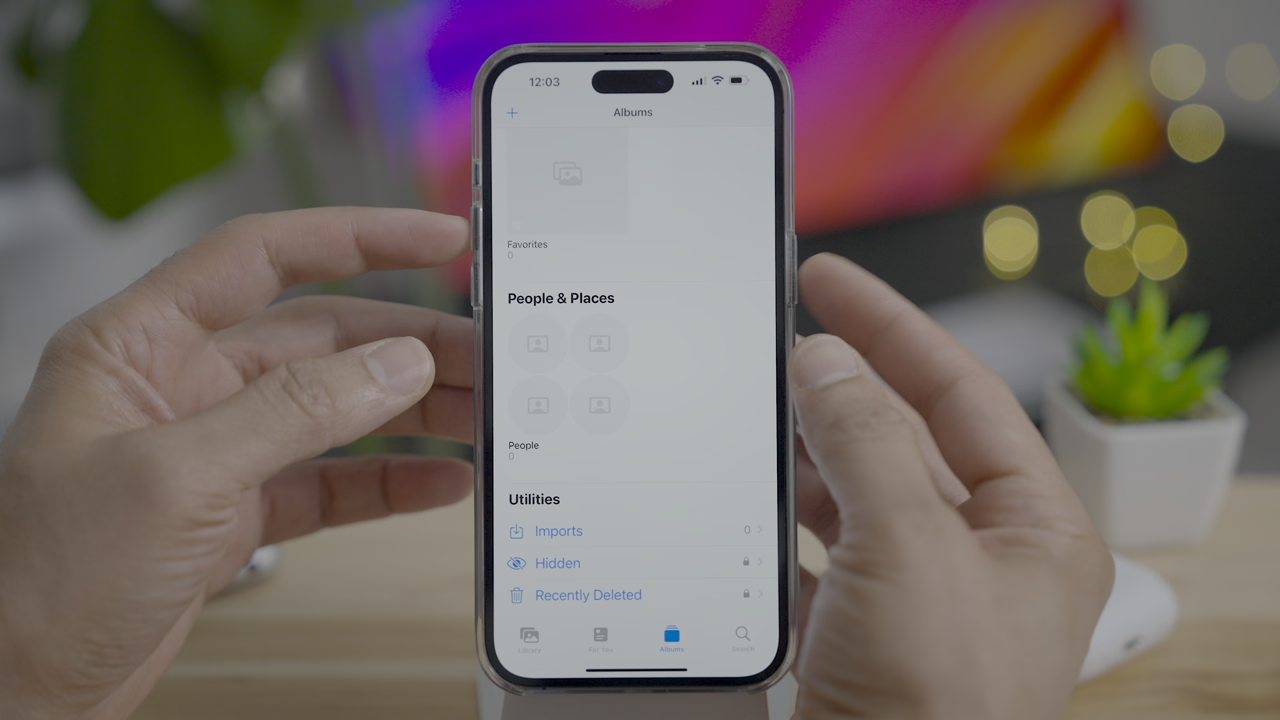 12:03
Albums
Favorites
0
People & Places
People
0
Utilities
Imports 0
Hidden
Recently Deleted
Library For You Albums Search